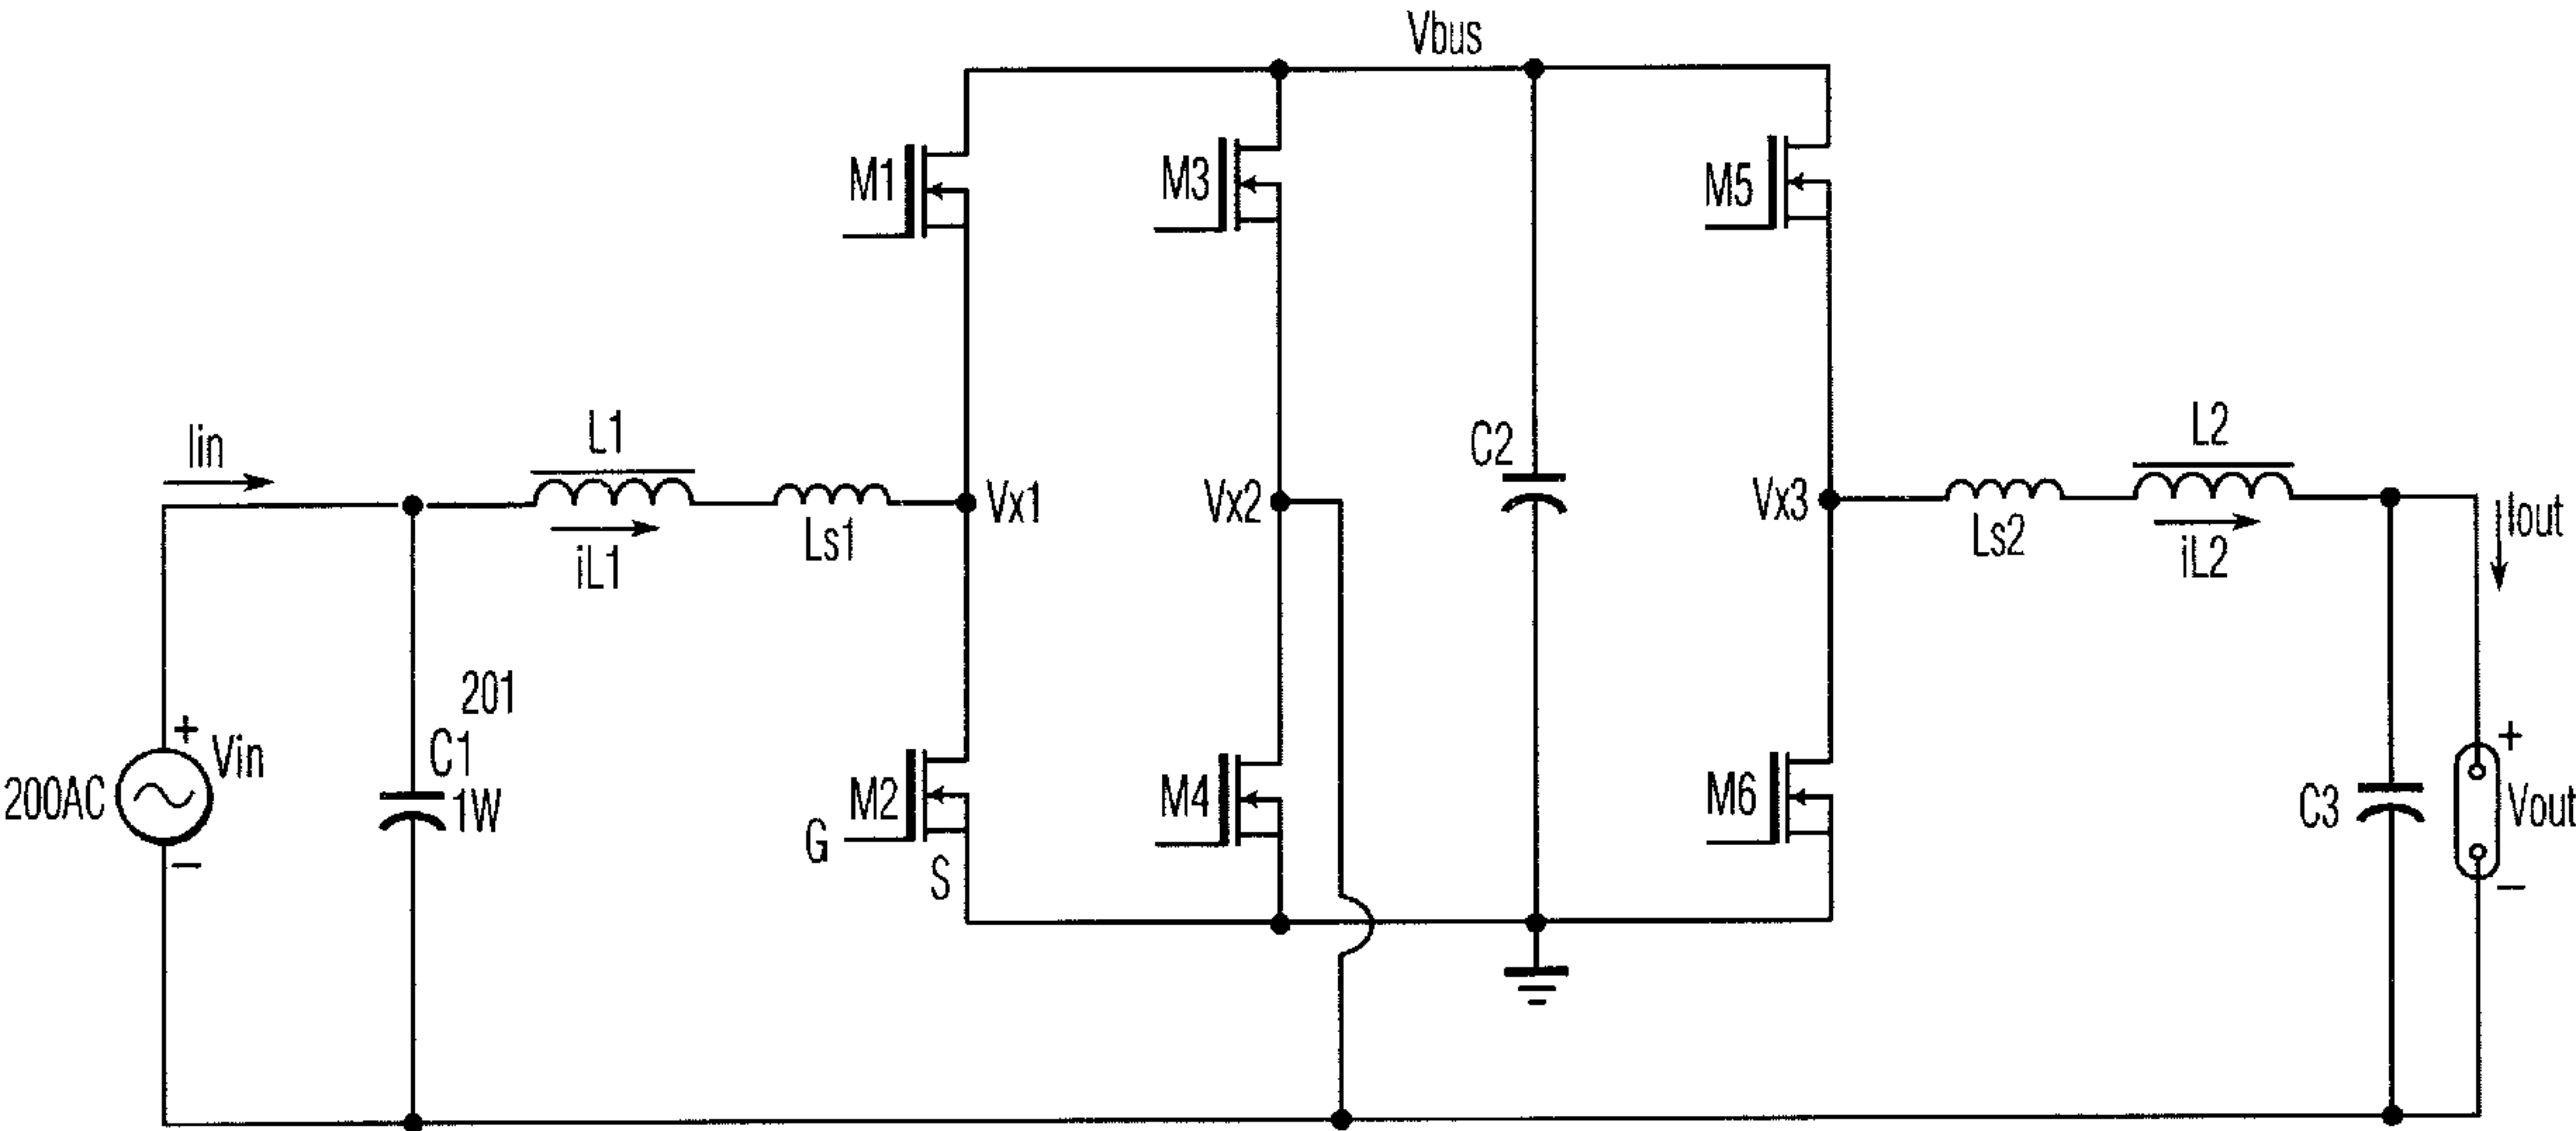 Vbus
M1
M3
M5
Iin
L1
iL1
Ls1
Vx1
Vx2
C2
Vx3
Ls2
L2
iL2
Iout
201
+
Vin
200AC
−
C1
1W
M2
G
S
M4
M6
C3
+
Vout
−